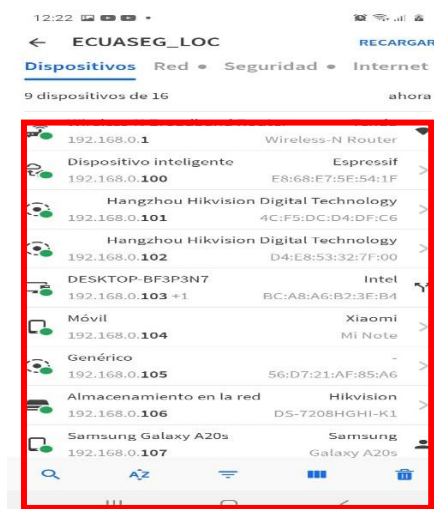 12:22
ECUASEG_LOC
RECARGAR
Dispositivos Red Seguridad Internet
9 dispositivos de 16 ahora
192.168.0.1 Wireless-N Router
Dispositivo inteligente Espressif
192.168.0.100 E8:68:E7:5E:54:1F
Hangzhou Hikvision Digital Technology
192.168.0.101 4C:F5:DC:D4:DF:C6
Hangzhou Hikvision Digital Technology
192.168.0.102 D4:E8:53:32:7F:00
DESKTOP-BF3P3N7 Intel
192.168.0.103 +1 BC:A8:A6:B2:3E:B4
Móvil Xiaomi
192.168.0.104 Mi Note
Genérico -
192.168.0.105 56:D7:21:AF:85:A6
Almacenamiento en la red Hikvision
192.168.0.106 DS-7208HGHI-K1
Samsung Galaxy A20s Samsung
192.168.0.107 Galaxy A20s
AZ